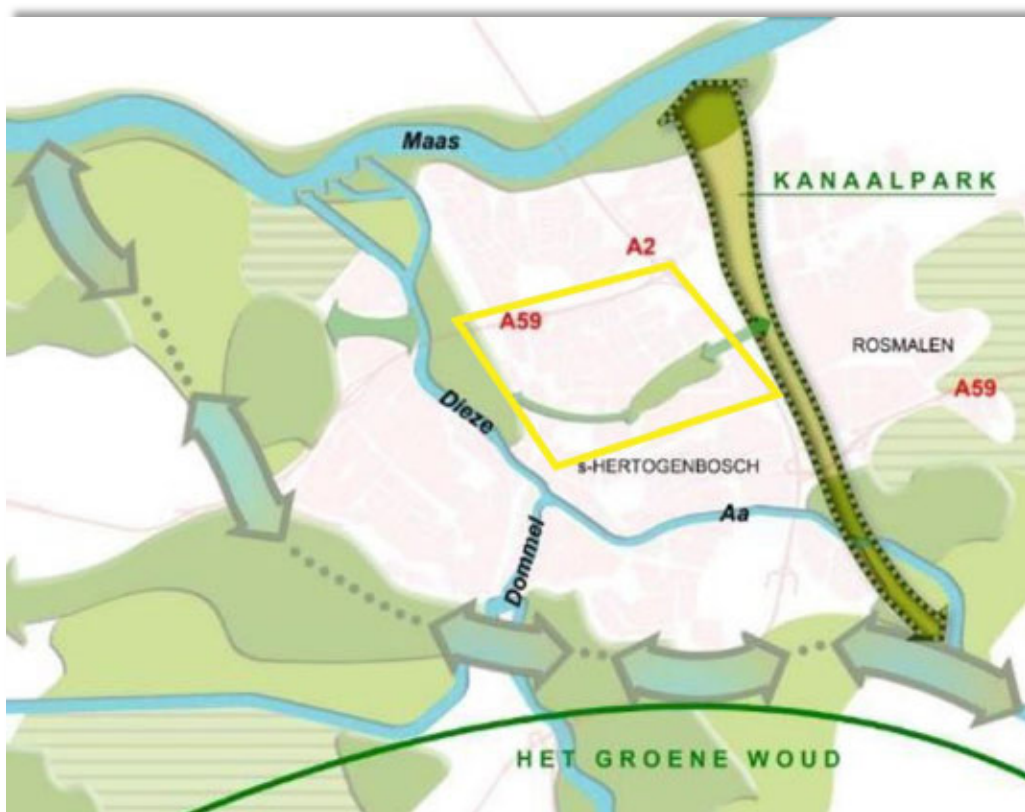 Maas
KANAALPARK
A2
A59
ROSMALEN
A59
Dieze
s-HERTOGENBOSCH
Aa
Dommel
HET GROENE WOUD